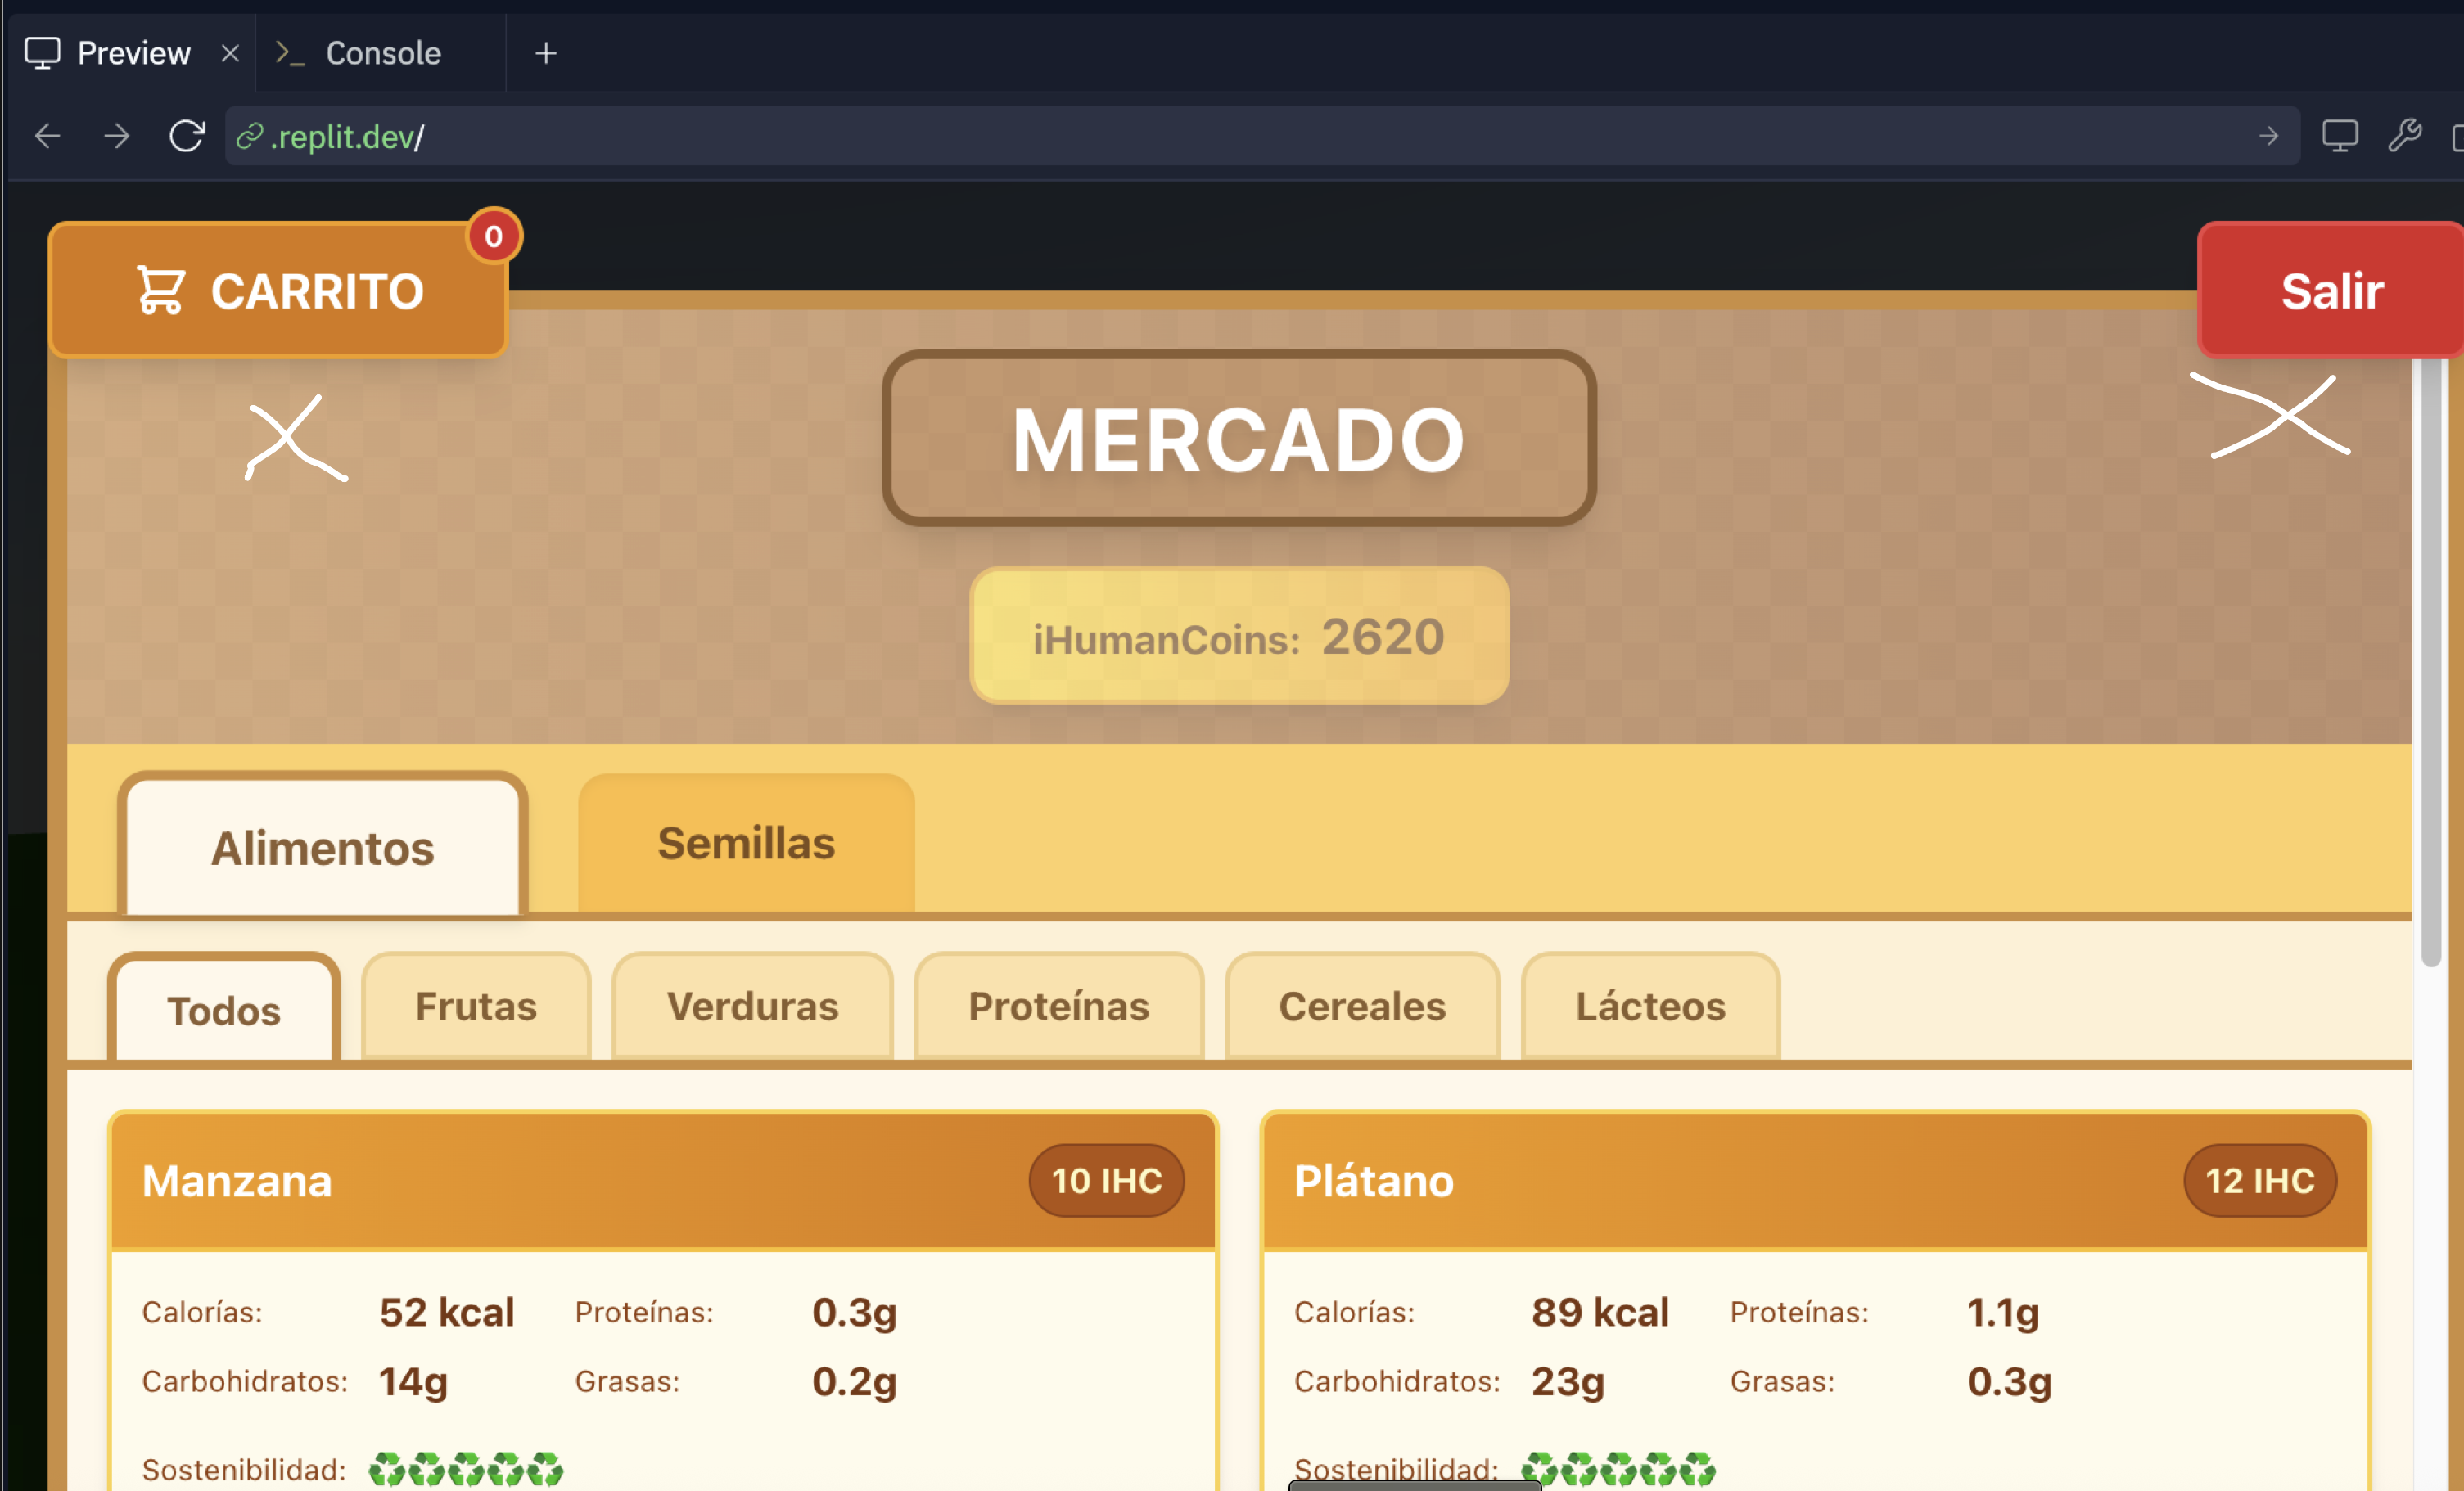 Preview
Console
.replit.dev/
CARRITO
0
Salir
MERCADO
iHumanCoins: 2620
Alimentos
Semillas
Todos
Frutas
Verduras
Proteínas
Cereales
Lácteos
Manzana
10 IHC
Calorías: 52 kcal Proteínas: 0.3g
Carbohidratos: 14g Grasas: 0.2g
Sostenibilidad:
Plátano
12 IHC
Calorías: 89 kcal Proteínas: 1.1g
Carbohidratos: 23g Grasas: 0.3g
Sostenibilidad: